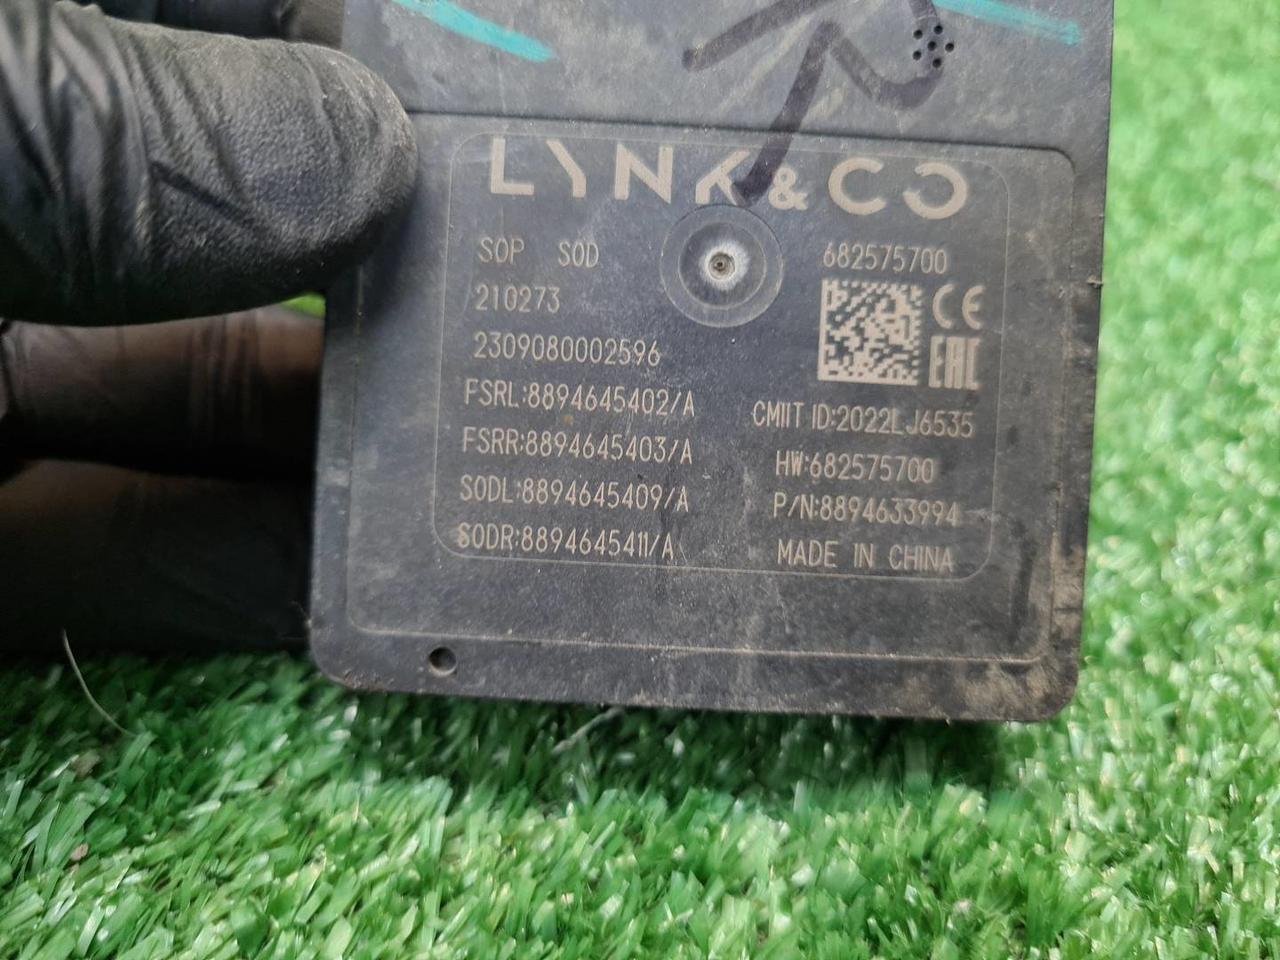 LYNK&CO
SOP SOD
682575700
210273
2309080002596
CE
EAC
FSRL:8894645402/A
FSRR:8894645403/A
SODL:8894645409/A
SODR:8894645411/A
CMIIT ID:2022LJ6535
HW:682575700
P/N:8894633994
MADE IN CHINA